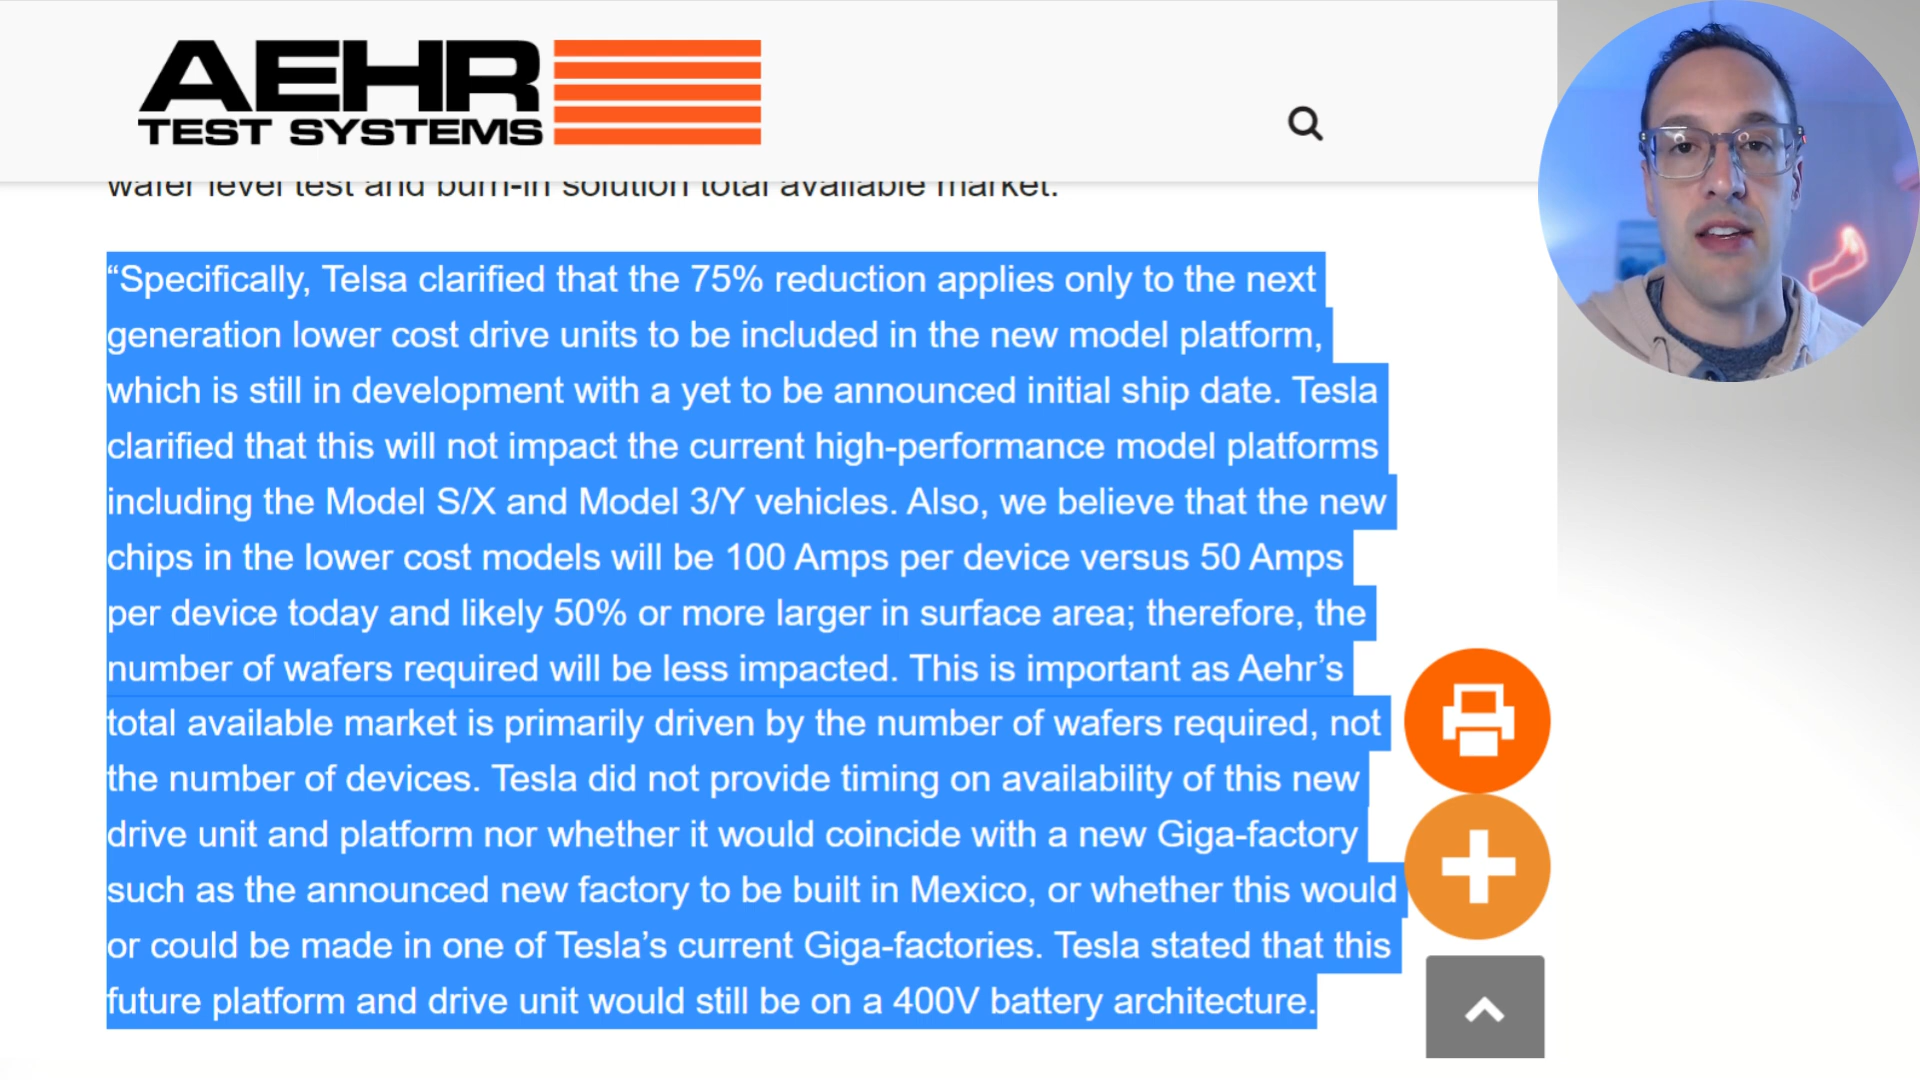 AEHR
TEST SYSTEMS
wafer level test and burn-in solution total available market.
“Specifically, Telsa clarified that the 75% reduction applies only to the next
generation lower cost drive units to be included in the new model platform,
which is still in development with a yet to be announced initial ship date. Tesla
clarified that this will not impact the current high-performance model platforms
including the Model S/X and Model 3/Y vehicles. Also, we believe that the new
chips in the lower cost models will be 100 Amps per device versus 50 Amps
per device today and likely 50% or more larger in surface area; therefore, the
number of wafers required will be less impacted. This is important as Aehr’s
total available market is primarily driven by the number of wafers required, not
the number of devices. Tesla did not provide timing on availability of this new
drive unit and platform nor whether it would coincide with a new Giga-factory
such as the announced new factory to be built in Mexico, or whether this would
or could be made in one of Tesla’s current Giga-factories. Tesla stated that this
future platform and drive unit would still be on a 400V battery architecture.